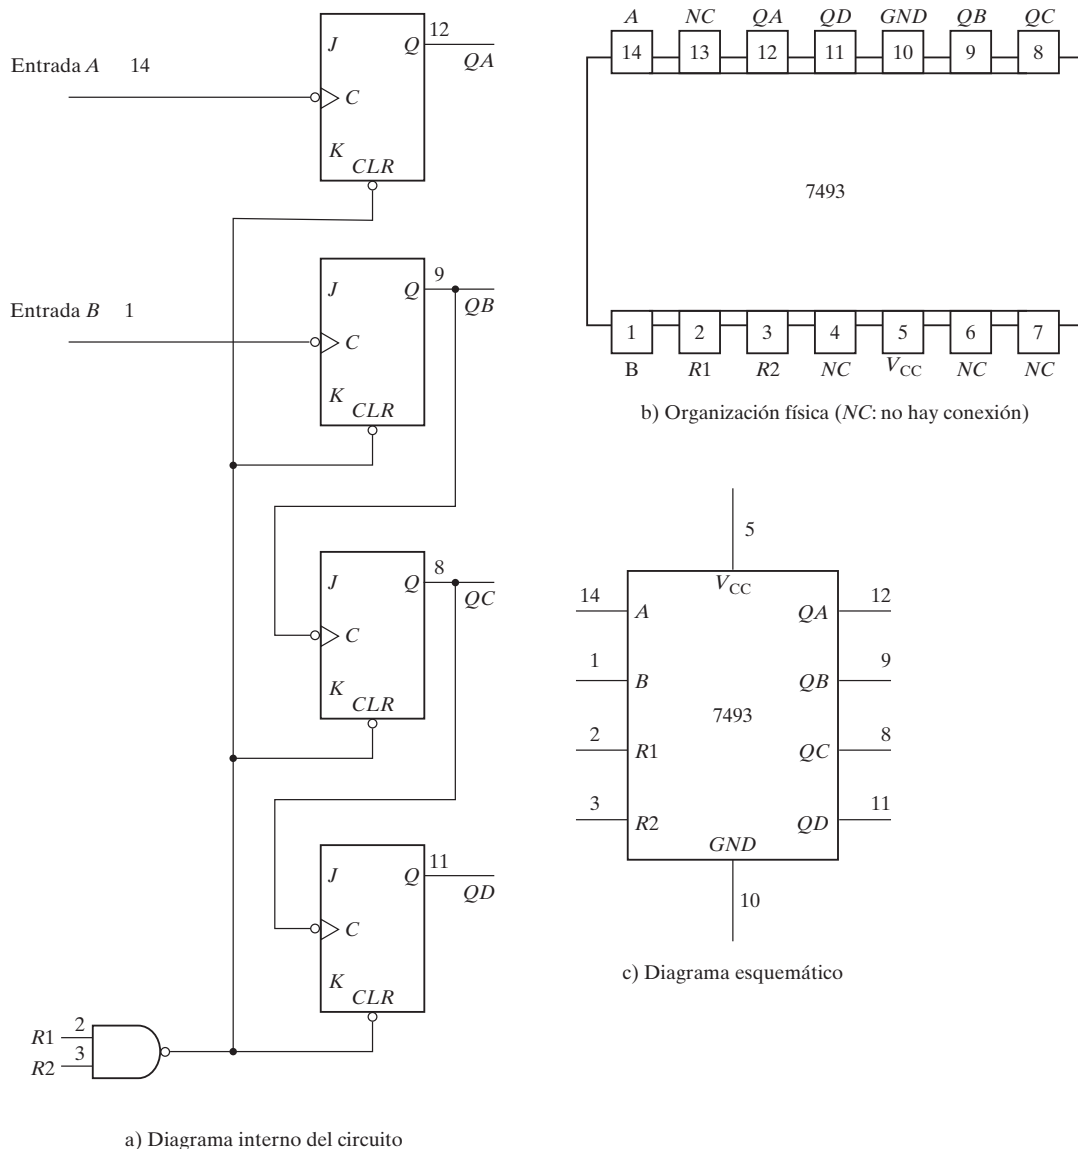 J Q 12
QA
Entrada A 14
C
K
CLR
J Q 9
QB
Entrada B 1
C
K
CLR
J Q 8
QC
C
K
CLR
J Q 11
QD
C
K
CLR
R1 2
R2 3
a) Diagrama interno del circuito
A NC QA QD GND QB QC
14 13 12 11 10 9 8
7493
1 2 3 4 5 6 7
B R1 R2 NC VCC NC NC
b) Organización física (NC: no hay conexión)
5
VCC
14 A QA 12
1 B QB 9
7493
2 R1 QC 8
3 R2 QD 11
GND
10
c) Diagrama esquemático